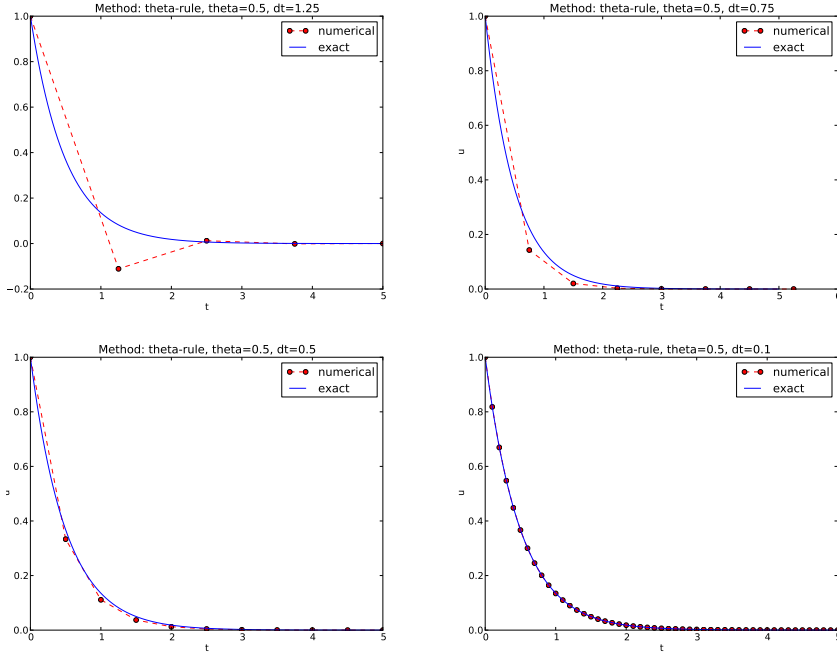 Method: theta-rule, theta=0.5, dt=1.25
1.0
0.8
0.6
0.4
0.2
0.0
−0.2
0 1 2 3 4 5
t
numerical
exact
Method: theta-rule, theta=0.5, dt=0.75
1.0
0.8
0.6
0.4
0.2
0.0
u
0 1 2 3 4 5 6
t
numerical
exact
Method: theta-rule, theta=0.5, dt=0.5
1.0
0.8
0.6
0.4
0.2
0.0
u
0 1 2 3 4 5
t
numerical
exact
Method: theta-rule, theta=0.5, dt=0.1
1.0
0.8
0.6
0.4
0.2
0.0
u
0 1 2 3 4 5
t
numerical
exact